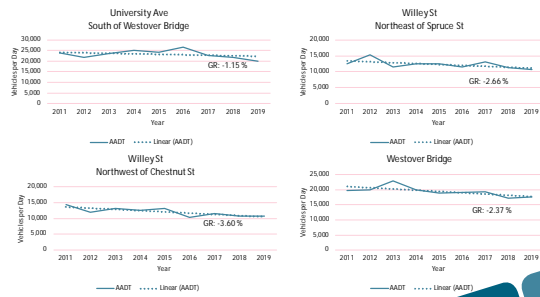 University Ave
South of Westover Bridge
Vehicles per Day
30,000
25,000
20,000
15,000
10,000
5,000
0
GR: -1.15 %
2011 2012 2013 2014 2015 2016 2017 2018 2019
Year
AADT Linear (AADT)
Willey St
Northeast of Spruce St
Vehicles per Day
20,000
15,000
10,000
5,000
0
GR: -2.66 %
2011 2012 2013 2014 2015 2016 2017 2018 2019
Year
AADT Linear (AADT)
Willey St
Northwest of Chestnut St
Vehicles per Day
20,000
15,000
10,000
5,000
0
GR: -3.60 %
2011 2012 2013 2014 2015 2016 2017 2018 2019
Year
AADT Linear (AADT)
Westover Bridge
Vehicles per Day
25,000
20,000
15,000
10,000
5,000
0
GR: -2.37 %
2011 2012 2013 2014 2015 2016 2017 2018 2019
Year
AADT Linear (AADT)